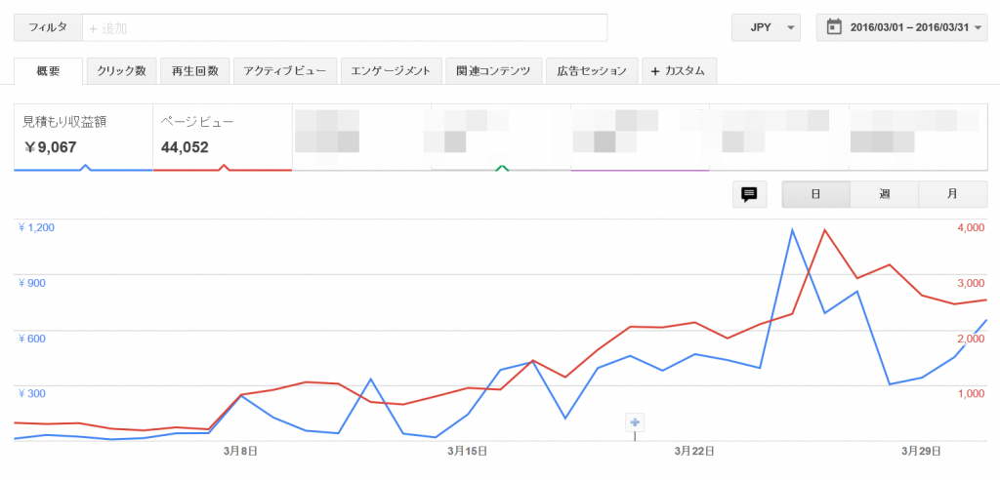 フィルタ + 追加 JPY 2016/03/01 – 2016/03/31
概要 クリック数 再生回数 アクティブビュー エンゲージメント 関連コンテンツ 広告セッション + カスタム
見積もり収益額 ページビュー
￥9,067 44,052
日 週 月
￥1,200 4,000
￥900 3,000
￥600 2,000
￥300 1,000
3月8日 3月15日 3月22日 3月29日